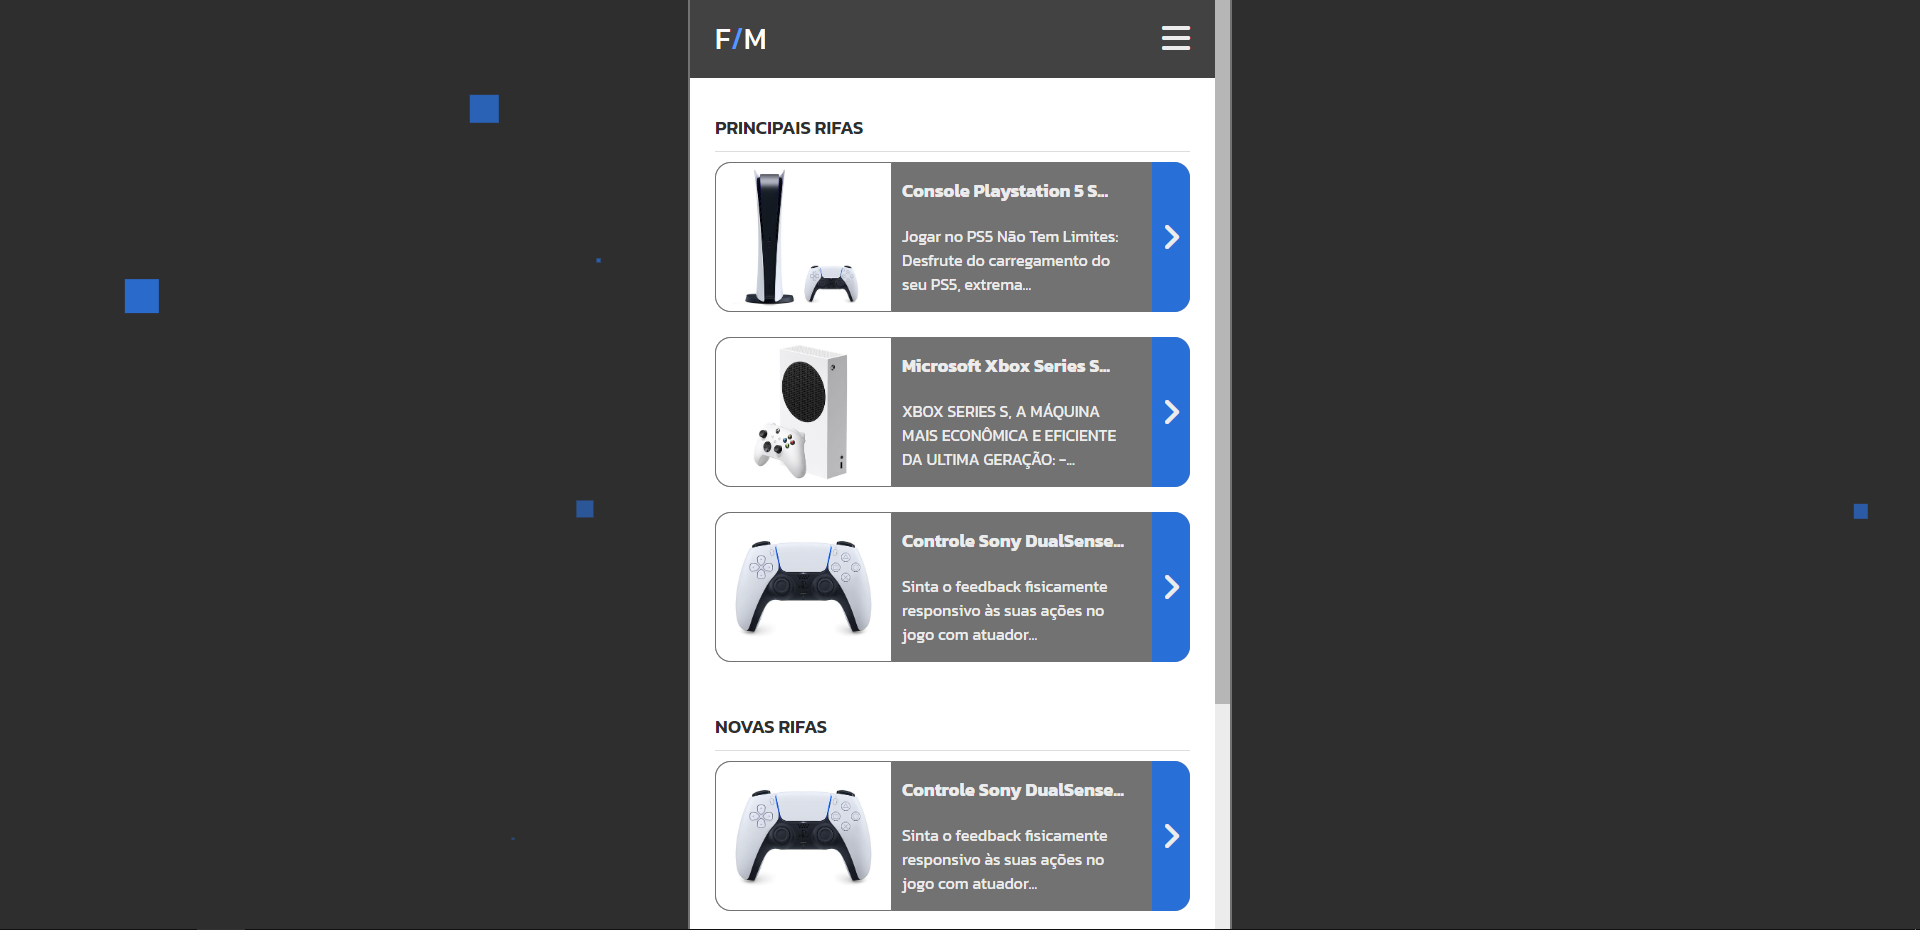 F/M
PRINCIPAIS RIFAS
Console Playstation 5 S...
Jogar no PS5 Não Tem Limites:
Desfrute do carregamento do
seu PS5, extrema...
Microsoft Xbox Series S...
XBOX SERIES S, A MÁQUINA
MAIS ECONÔMICA E EFICIENTE
DA ULTIMA GERAÇÃO: -...
Controle Sony DualSense...
Sinta o feedback fisicamente
responsivo às suas ações no
jogo com atuador...
NOVAS RIFAS
Controle Sony DualSense...
Sinta o feedback fisicamente
responsivo às suas ações no
jogo com atuador...